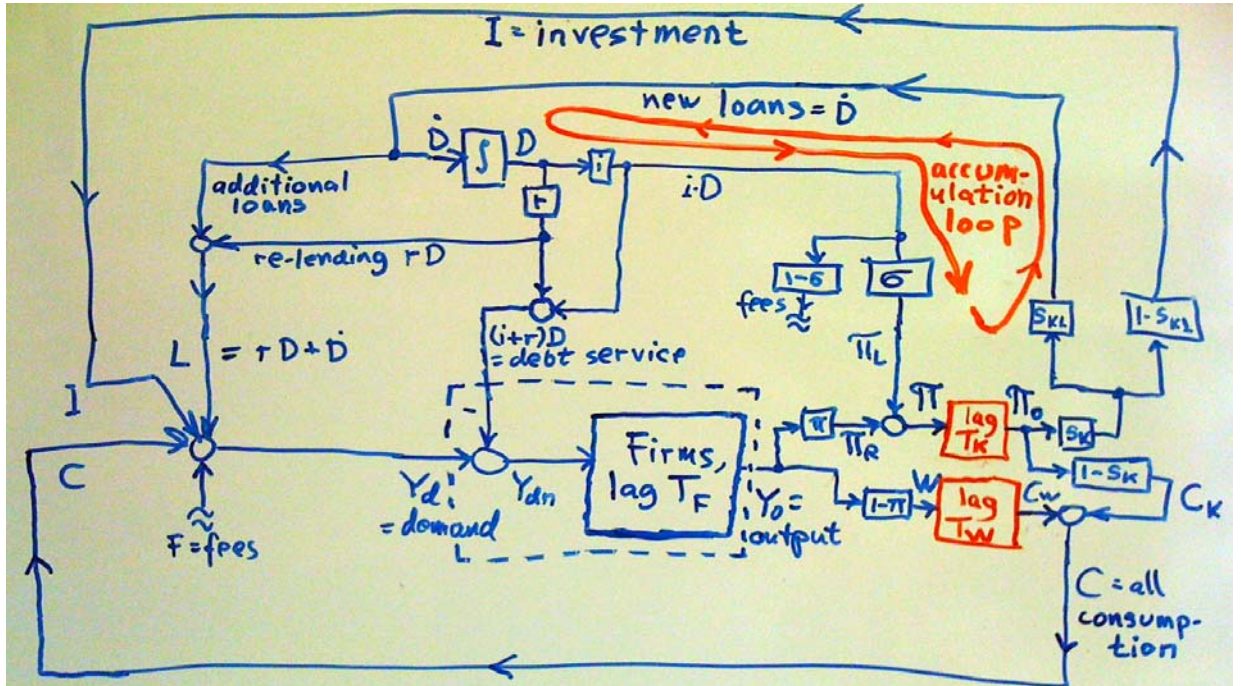 I = investment
new loans = Ḋ
Ḋ
∫
D
i
i·D
accum-
ulation
loop
additional
loans
r
re-lending rD
1-σ
σ
fees
S_KL
1-S_KL
(i+r)D
= debt service
L = rD + Ḋ
Π_L
I
-
Firms,
lag T_F
π
Π_R
Π
lag
T_K
Π_o
S_K
1-S_K
C_K
C
Y_d:
= demand
Y_dn
Y_o =
output
1-π
W
lag
T_W
C_W
F = fees
C = all
consump-
tion